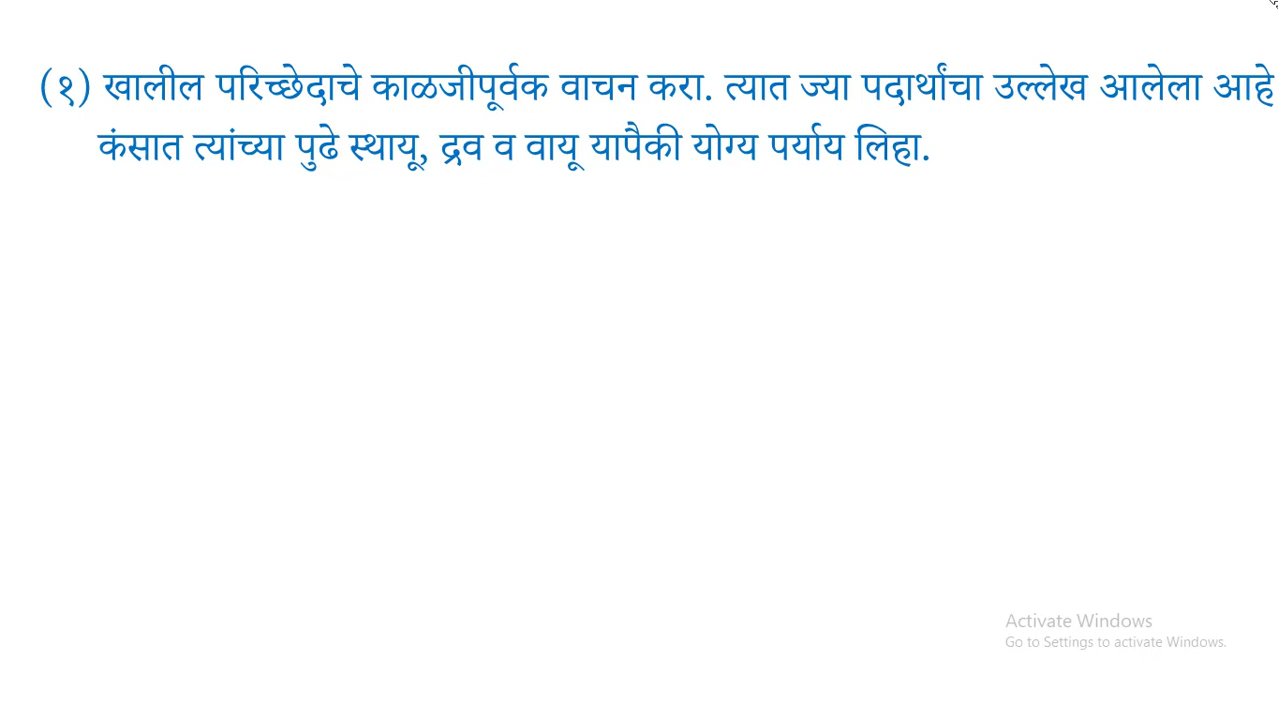 (१) खालील परिच्छेदाचे काळजीपूर्वक वाचन करा. त्यात ज्या पदार्थांचा उल्लेख आलेला आहे
कंसात त्यांच्या पुढे स्थायू, द्रव व वायू यापैकी योग्य पर्याय लिहा.
Activate Windows
Go to Settings to activate Windows.